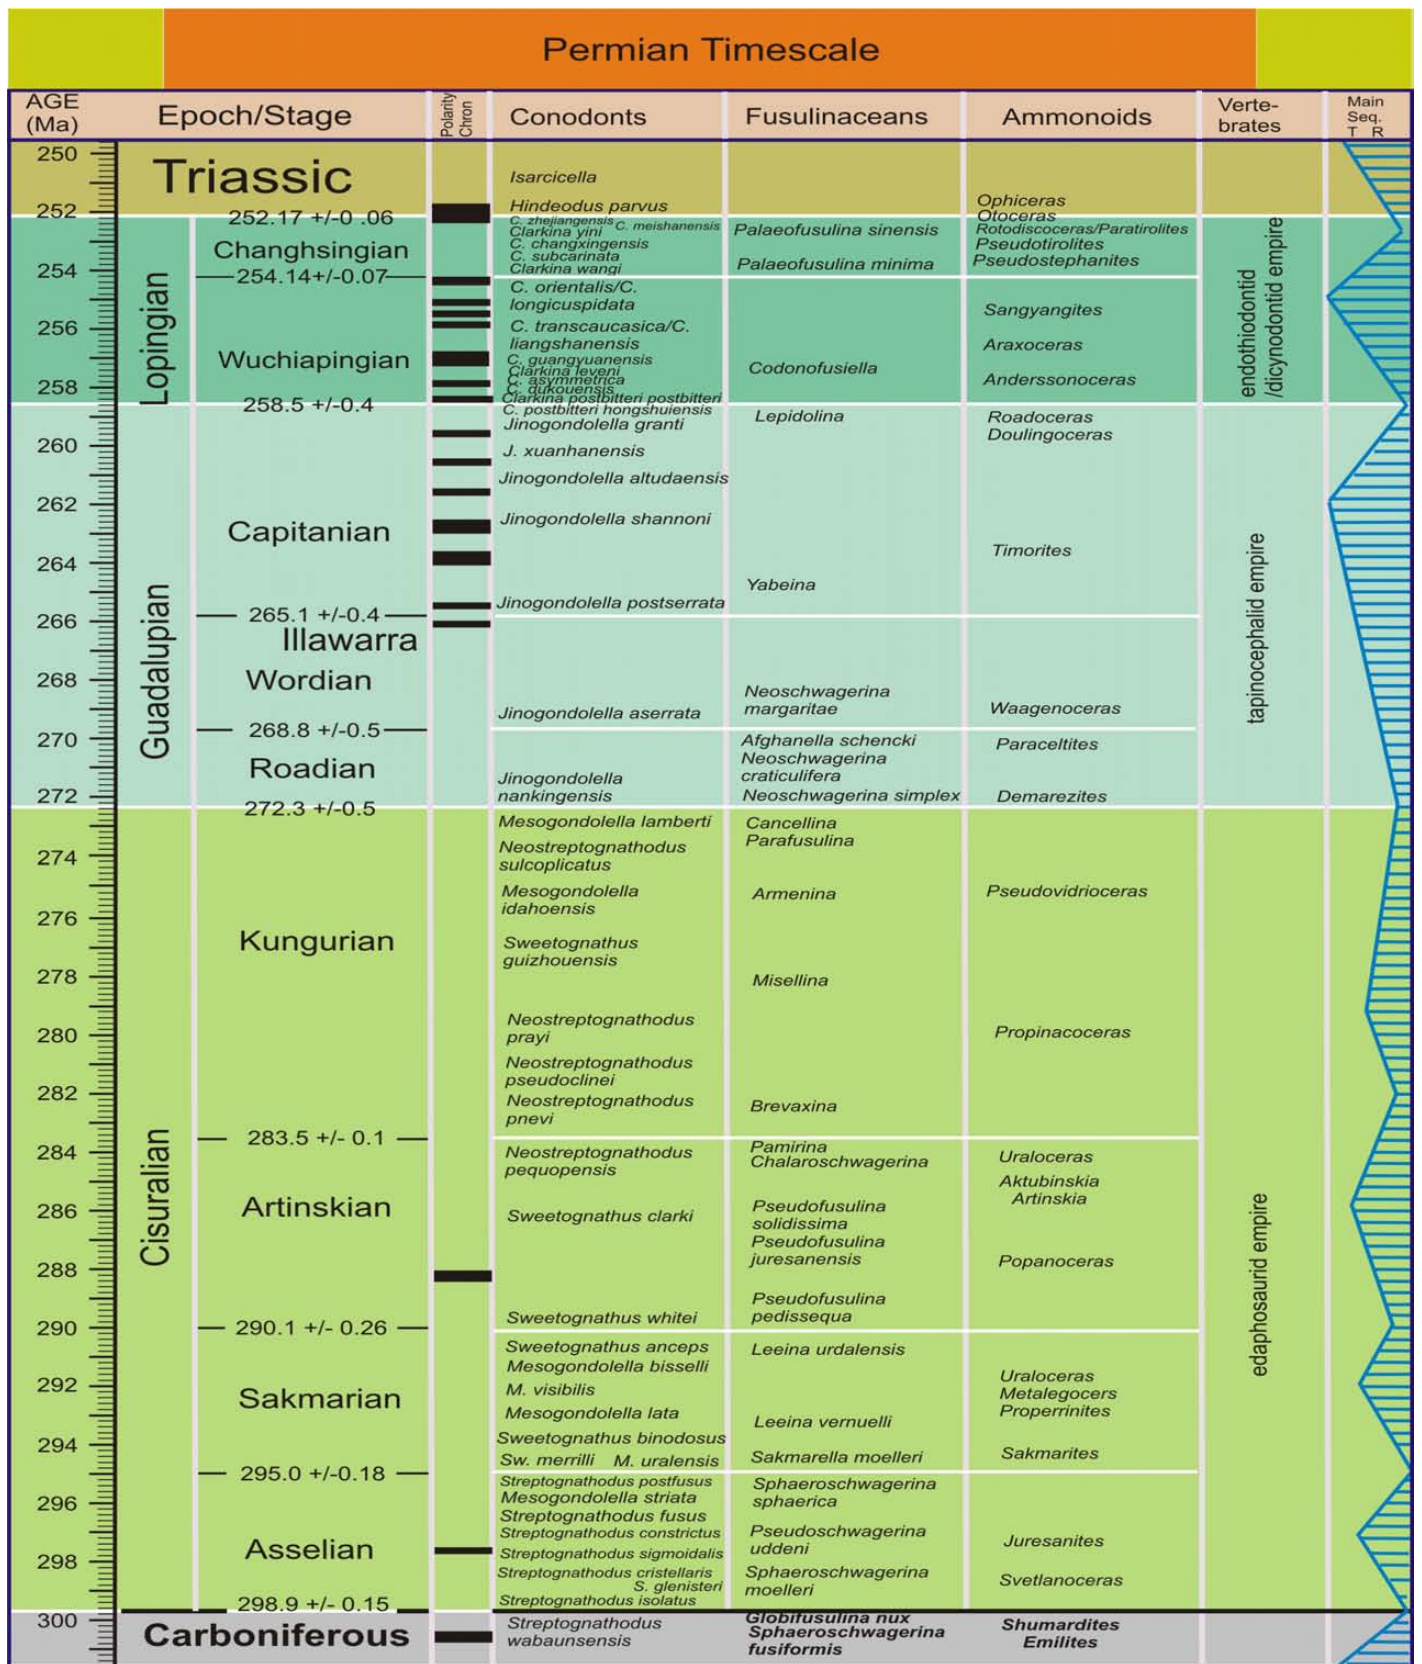 Permian Timescale
AGE
(Ma)
Epoch/Stage
Polarity
Chron
Conodonts
Fusulinaceans
Ammonoids
Verte-
brates
Main
Seq.
T R
250
252
254
256
258
260
262
264
266
268
270
272
274
276
278
280
282
284
286
288
290
292
294
296
298
300
Lopingian
Guadalupian
Cisuralian
Triassic
252.17 +/-0 .06
Changhsingian
254.14+/-0.07
Wuchiapingian
258.5 +/-0.4
Capitanian
265.1 +/-0.4
Illawarra
Wordian
268.8 +/-0.5
Roadian
272.3 +/-0.5
Kungurian
283.5 +/- 0.1
Artinskian
290.1 +/- 0.26
Sakmarian
295.0 +/-0.18
Asselian
298.9 +/- 0.15
Carboniferous
Isarcicella
Hindeodus parvus
C. zhejiangensis
C. meishanensis
Clarkina yini
C. changxingensis
C. subcarinata
Clarkina wangi
C. orientalis/C.
longicuspidata
C. transcaucasica/C.
liangshanensis
C. guangyuanensis
Clarkina leveni
C. asymmetrica
C. dukouensis
Clarkina postbitteri postbitteri
C. postbitteri hongshuiensis
Jinogondolella granti
J. xuanhanensis
Jinogondolella altudaensis
Jinogondolella shannoni
Jinogondolella postserrata
Jinogondolella aserrata
Jinogondolella
nankingensis
Mesogondolella lamberti
Neostreptognathodus
sulcoplicatus
Mesogondolella
idahoensis
Sweetognathus
guizhouensis
Neostreptognathodus
prayi
Neostreptognathodus
pseudoclinei
Neostreptognathodus
pnevi
Neostreptognathodus
pequopensis
Sweetognathus clarki
Sweetognathus whitei
Sweetognathus anceps
Mesogondolella bisselli
M. visibilis
Mesogondolella lata
Sweetognathus binodosus
Sw. merrilli M. uralensis
Streptognathodus postfusus
Mesogondolella striata
Streptognathodus fusus
Streptognathodus constrictus
Streptognathodus sigmoidalis
Streptognathodus cristellaris
S. glenisteri
Streptognathodus isolatus
Streptognathodus
wabaunsensis
Palaeofusulina sinensis
Palaeofusulina minima
Codonofusiella
Lepidolina
Yabeina
Neoschwagerina
margaritae
Afghanella schencki
Neoschwagerina
craticulifera
Neoschwagerina simplex
Cancellina
Parafusulina
Armenina
Misellina
Brevaxina
Pamirina
Chalaroschwagerina
Pseudofusulina
solidissima
Pseudofusulina
juresanensis
Pseudofusulina
pedissequa
Leeina urdalensis
Leeina vernuelli
Sakmarella moelleri
Sphaeroschwagerina
sphaerica
Pseudoschwagerina
uddeni
Sphaeroschwagerina
moelleri
Globifusulina nux
Sphaeroschwagerina
fusiformis
Ophiceras
Otoceras
Rotodiscoceras/Paratirolites
Pseudotirolites
Pseudostephanites
Sangyangites
Araxoceras
Anderssonoceras
Roadoceras
Doulingoceras
Timorites
Waagenoceras
Paraceltites
Demarezites
Pseudovidrioceras
Propinacoceras
Uraloceras
Aktubinskia
Artinskia
Popanoceras
Uraloceras
Metalegocers
Properrinites
Sakmarites
Juresanites
Svetlanoceras
Shumardites
Emilites
endothiodontid
/dicynodontid empire
tapinocephalid empire
edaphosaurid empire